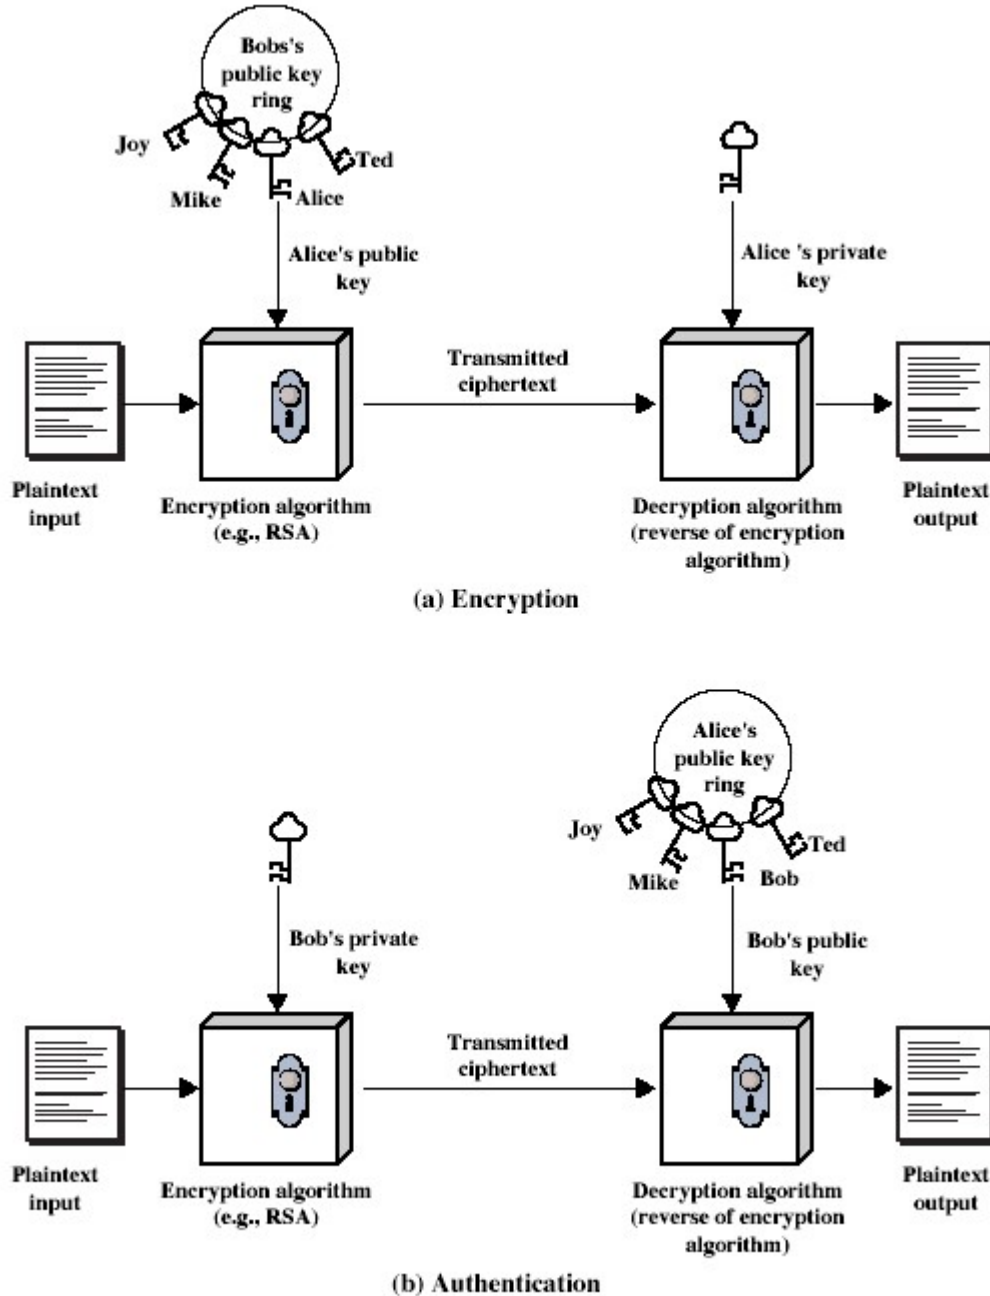 Bobs's
public key
ring
Joy
Ted
Mike
Alice
Alice's public
key
Alice 's private
key
Transmitted
ciphertext
Plaintext
input
Encryption algorithm
(e.g., RSA)
Decryption algorithm
(reverse of encryption
algorithm)
Plaintext
output
(a) Encryption
Alice's
public key
ring
Joy
Ted
Mike
Bob
Bob's private
key
Bob's public
key
Transmitted
ciphertext
Plaintext
input
Encryption algorithm
(e.g., RSA)
Decryption algorithm
(reverse of encryption
algorithm)
Plaintext
output
(b) Authentication